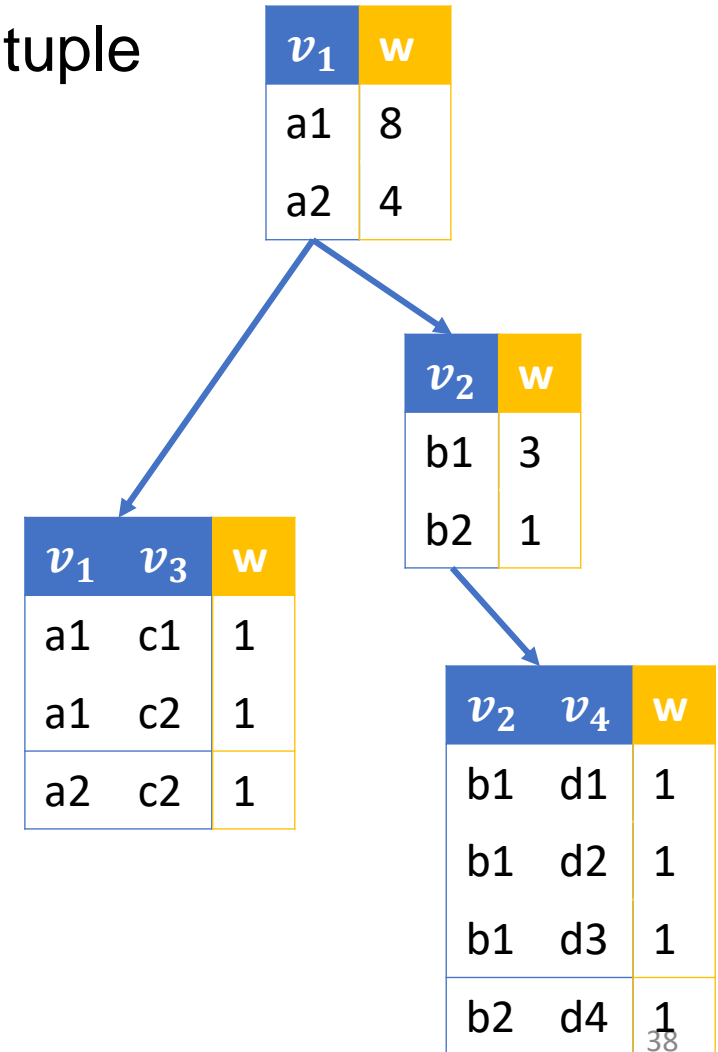 tuple
v₁ w
a1 8
a2 4
v₂ w
b1 3
b2 1
v₁ v₃ w
a1 c1 1
a1 c2 1
a2 c2 1
v₂ v₄ w
b1 d1 1
b1 d2 1
b1 d3 1
b2 d4 1
38